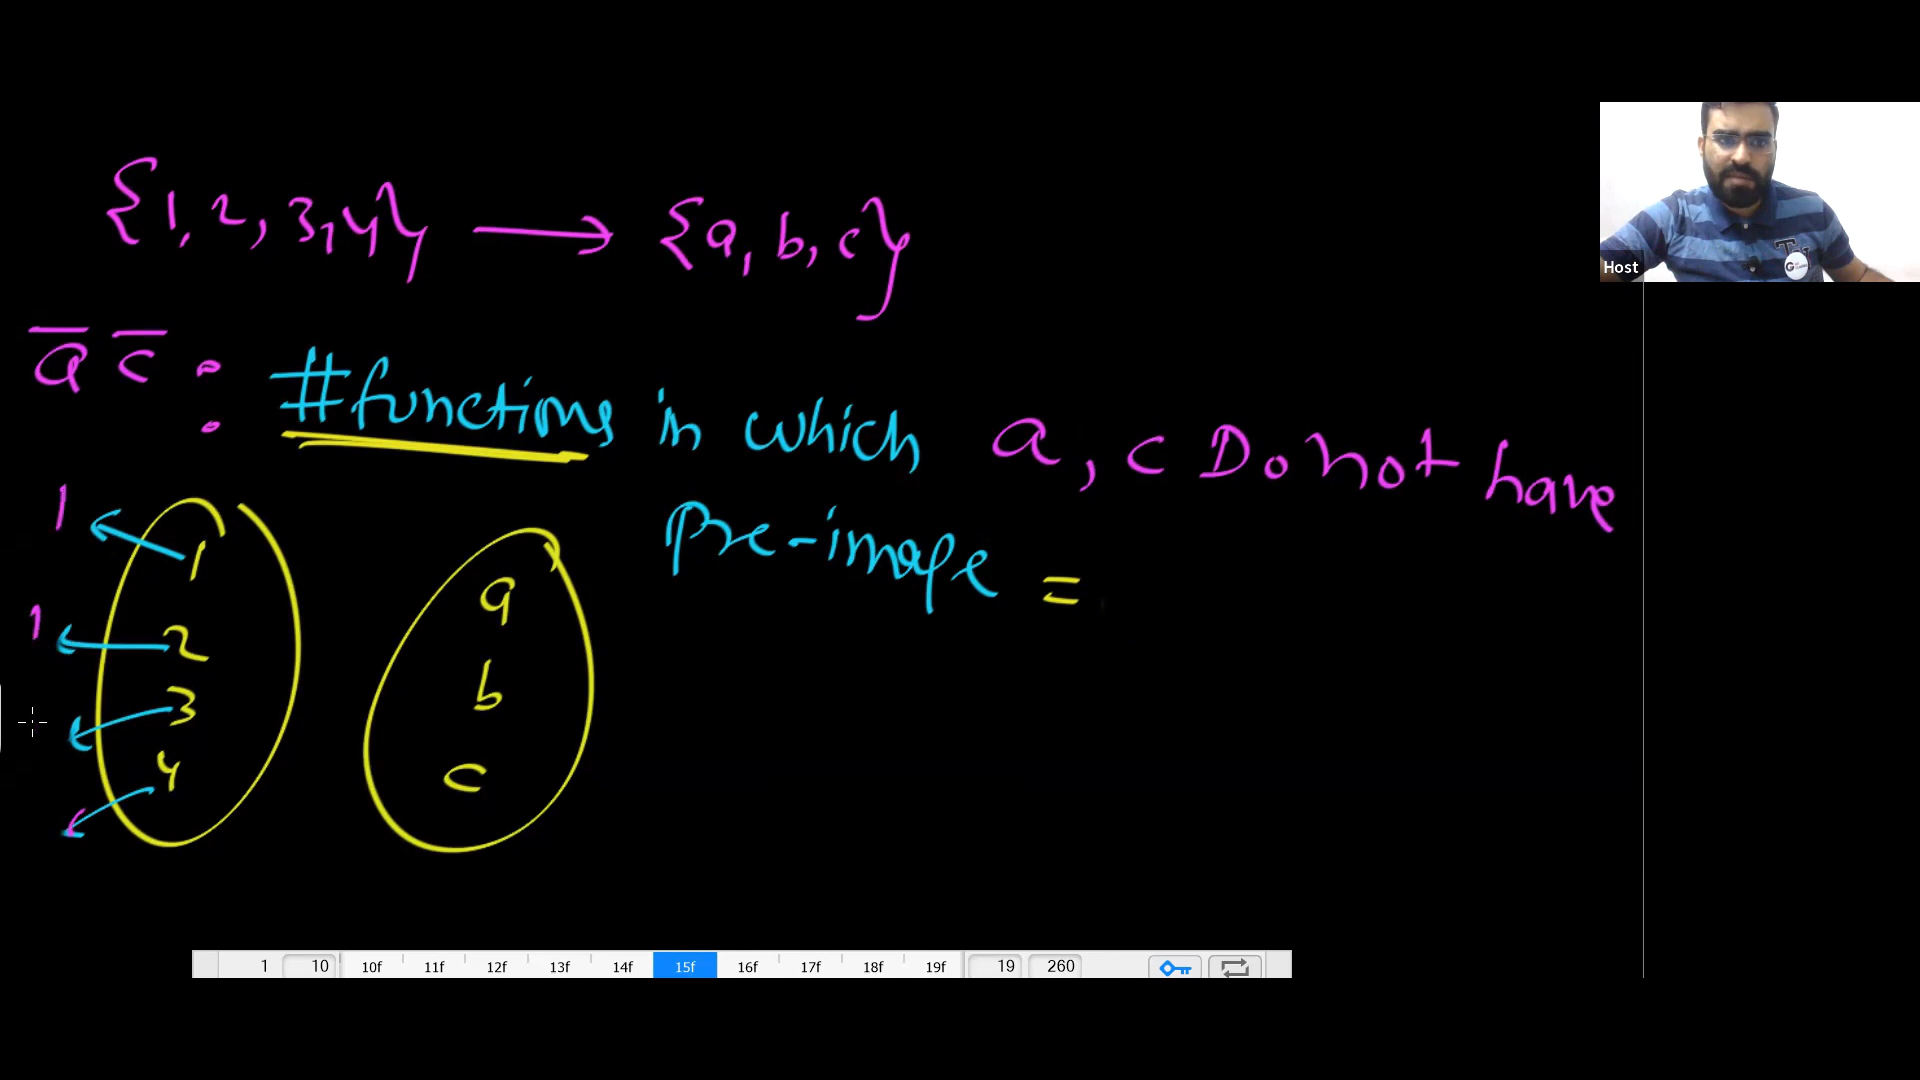 {1, 2, 3, 4} → {a, b, c}
Host
a̅ c̅ : #functions in which a, c Do not have
pre-image =
1 1
1 2
3
4
a
b
c
1 10 10f 11f 12f 13f 14f 15f 16f 17f 18f 19f 19 260